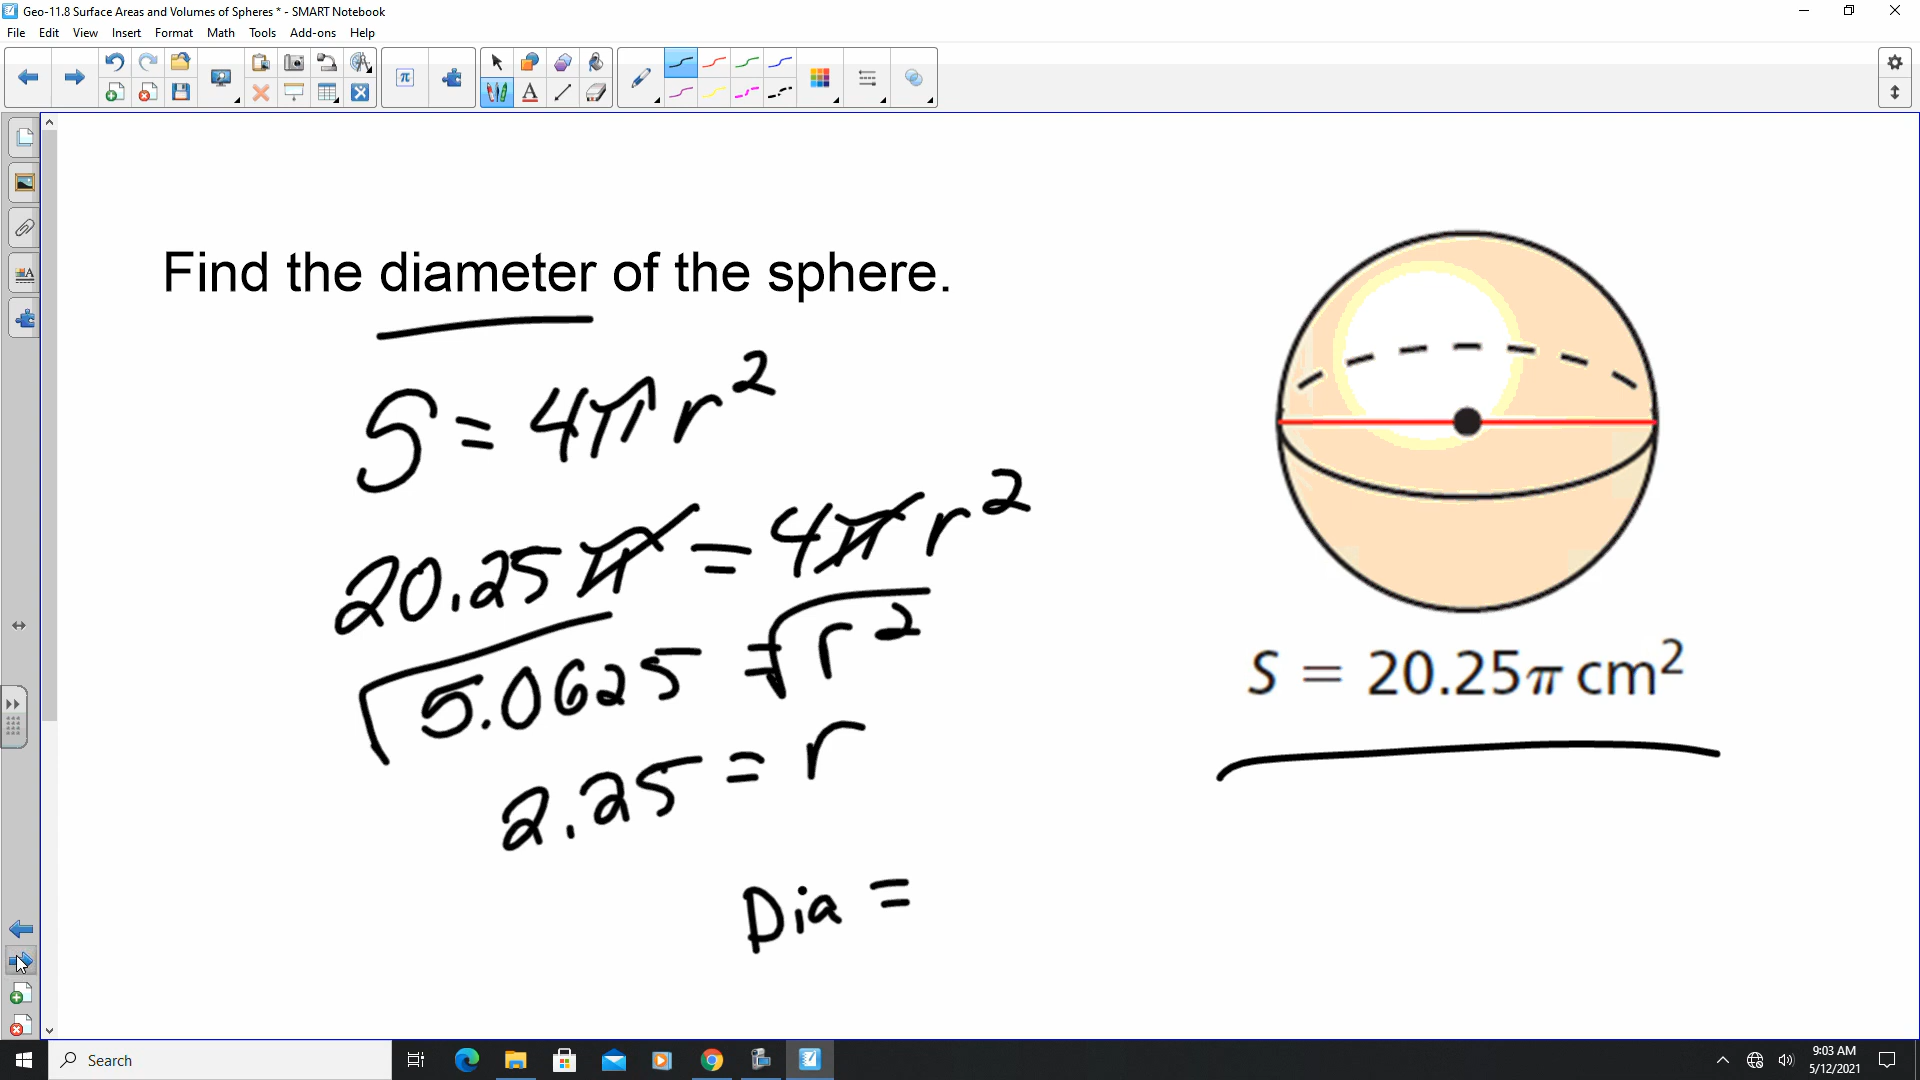 Geo-11.8 Surface Areas and Volumes of Spheres * - SMART Notebook
File Edit View Insert Format Math Tools Add-ons Help
Find the diameter of the sphere.
S = 4πr²
20.25π = 4πr²
√5.0625 = √r²
2.25 = r
Dia =
S = 20.25π cm²
Search
9:03 AM
5/12/2021